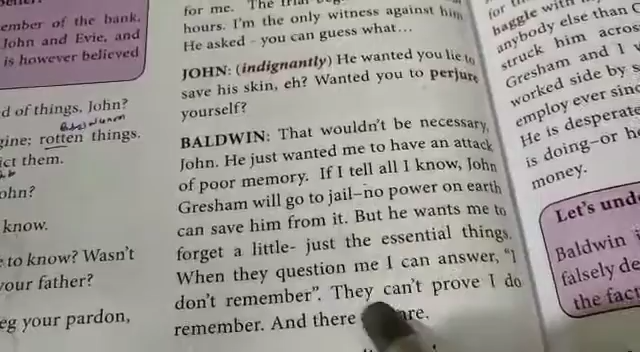 ember of the bank,
John and Evie, and
is however believed
d of things, John?
gine; rotten things.
ict them.
ohn?
know.
to know? Wasn't
your father?
eg your pardon,
for me. The trial
hours. I'm the only witness against him
He asked - you can guess what...
JOHN: (indignantly) He wanted you lie to
save his skin, eh? Wanted you to perjure
yourself?
BALDWIN: That wouldn't be necessary,
John. He just wanted me to have an attack
of poor memory. If I tell all I know, John
Gresham will go to jail-no power on earth
can save him from it. But he wants me to
forget a little- just the essential things.
When they question me I can answer, "I
don't remember". They can't prove I do
remember. And there are.
for
haggle with
anybody else than
struck him across
Gresham and I
worked side by s
employ ever sinc
He is desperate
is doing-or he
money.
Let's und
Baldwin
falsely de
the fact